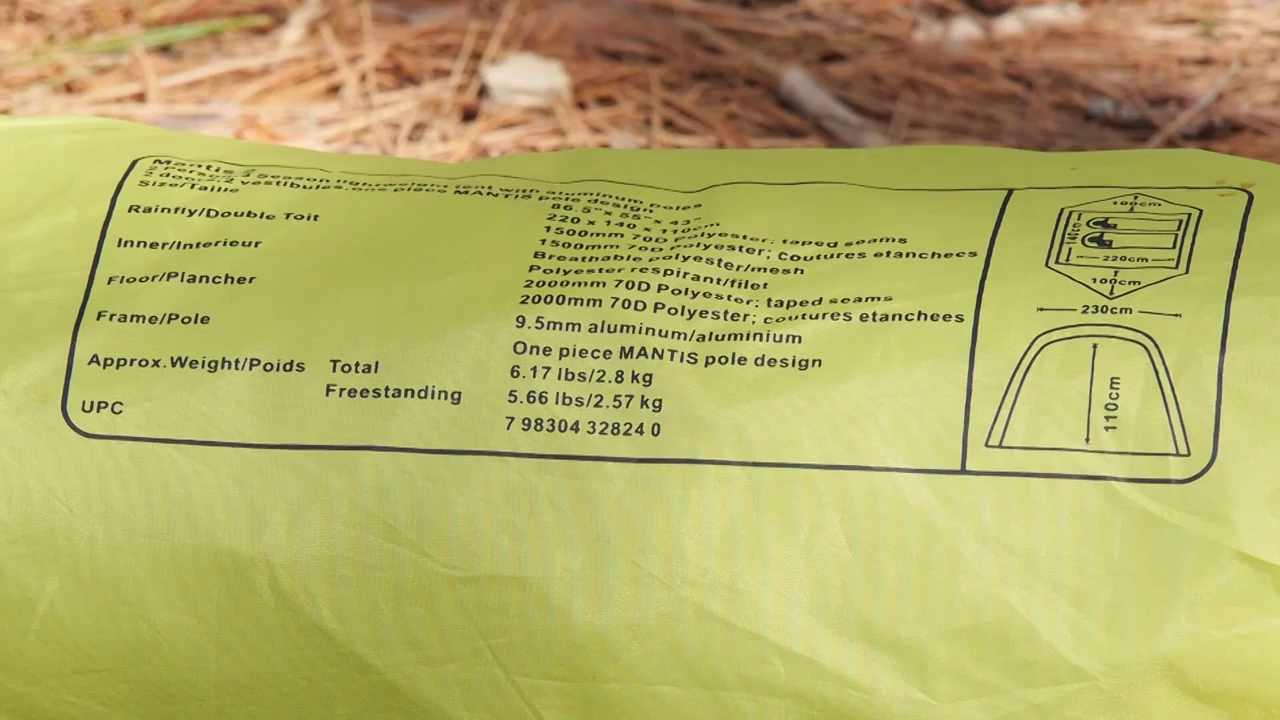 Mantis 2
2 Person 3 Season lightweight tent with aluminum poles
2 doors, 2 vestibules, one piece MANTIS pole design
Size/Taille 86.5"x 55"x 43"
220 x 140 x 110cm
Rainfly/Double Toit 1500mm 70D Polyester; taped seams
1500mm 70D Polyester; coutures etanchees
Inner/Interieur Breathable polyester/mesh
Polyester respirant/filet
Floor/Plancher 2000mm 70D Polyester; taped seams
2000mm 70D Polyester; coutures etanchees
Frame/Pole 9.5mm aluminum/aluminium
One piece MANTIS pole design
Approx.Weight/Poids Total 6.17 lbs/2.8 kg
Freestanding 5.66 lbs/2.57 kg
UPC 7 98304 32824 0
100cm
140cm
220cm
100cm
230cm
110cm